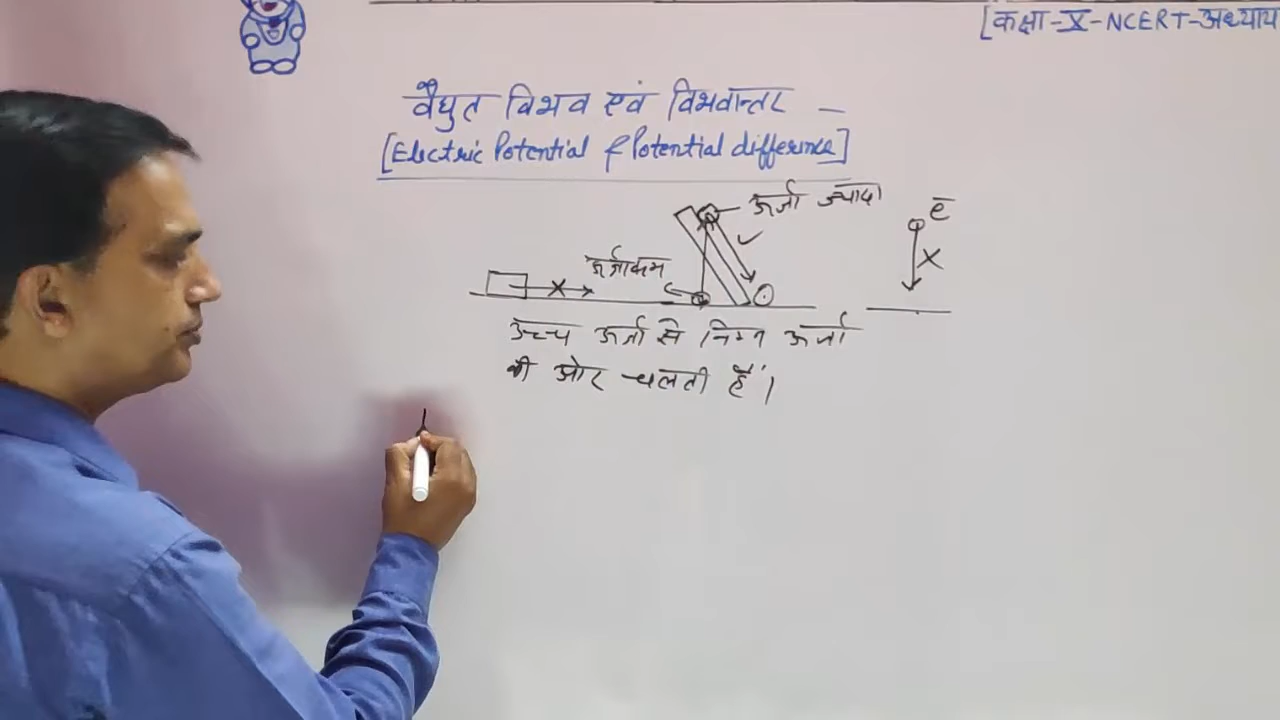 [कक्षा-X-NCERT-अध्याय
वैधुत विभव एवं विभवान्तर –
[Electric Potential & Potential difference]
ऊर्जा ज्यादा
e̅
ऊर्जा कम
उच्च ऊर्जा से निम्न ऊर्जा
की ओर चलती हैं।